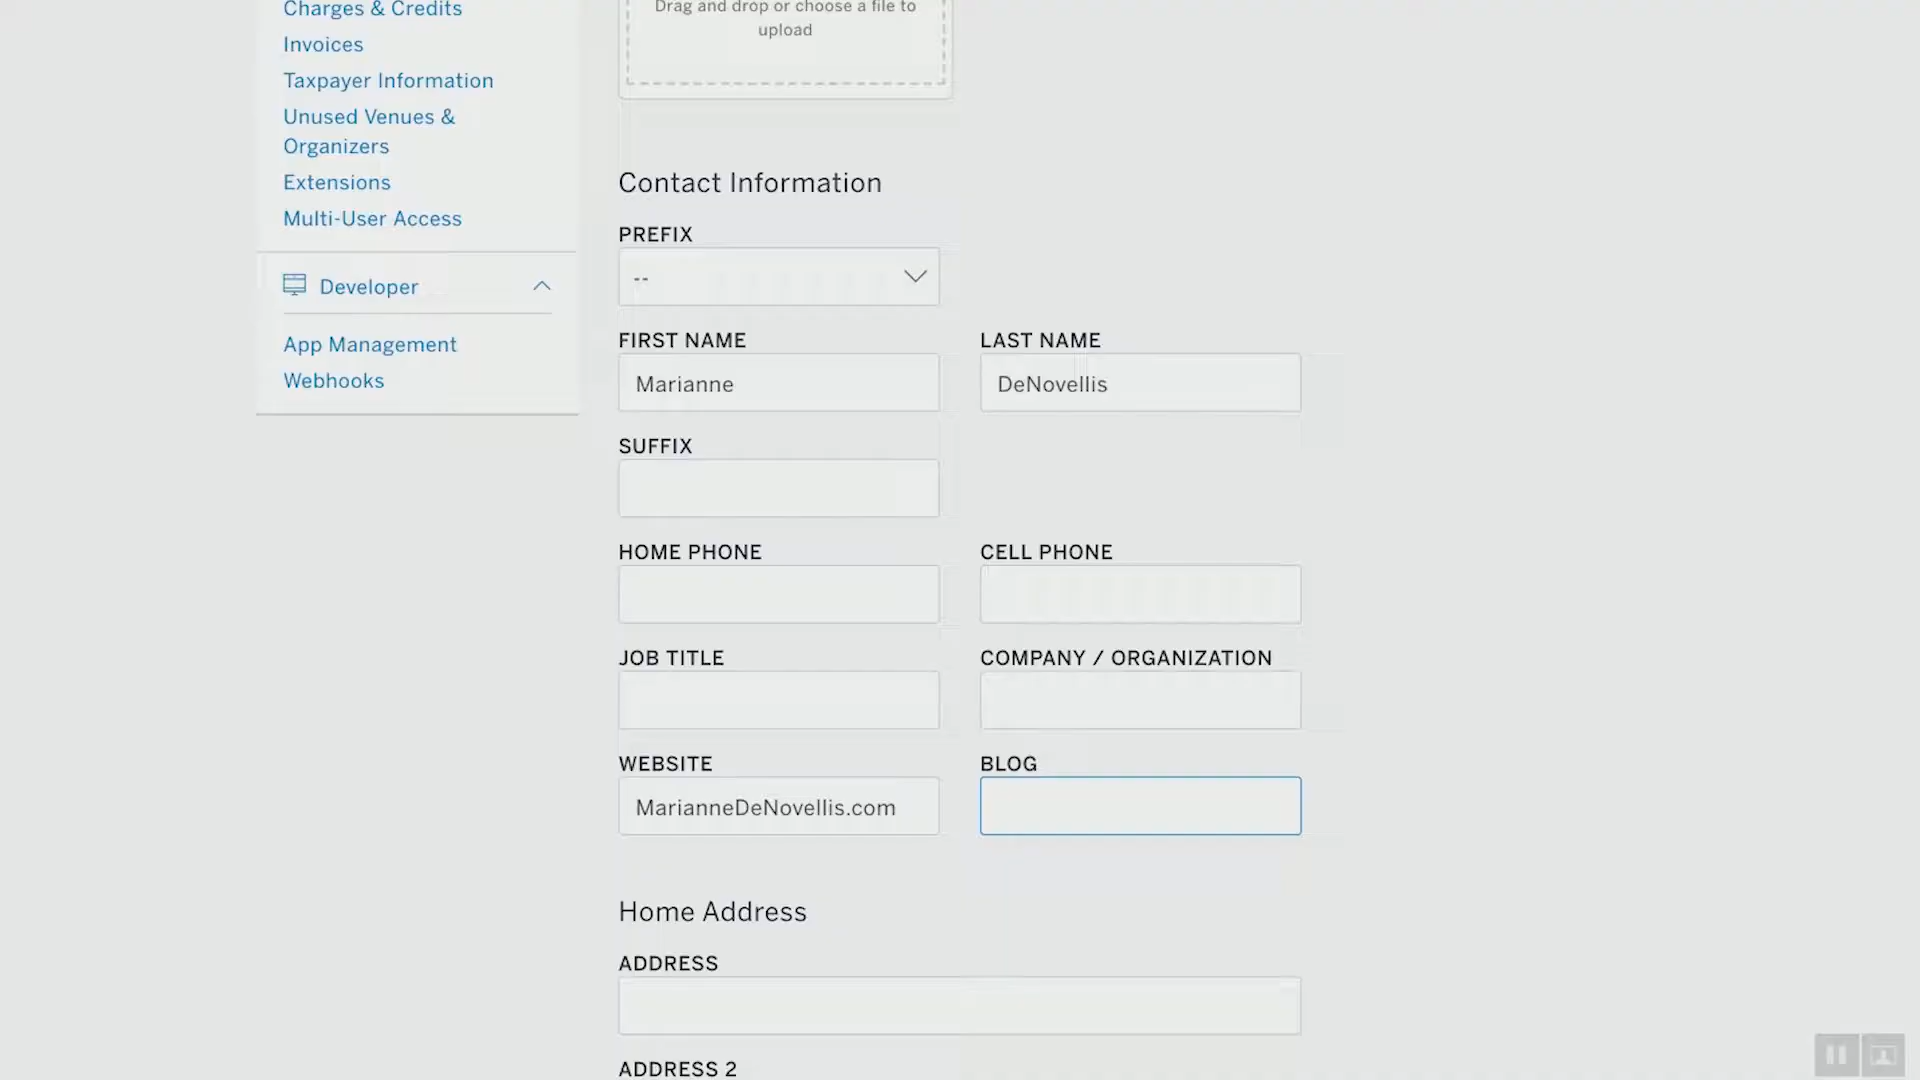 Charges & Credits
Invoices
Taxpayer Information
Unused Venues &
Organizers
Extensions
Multi-User Access
Developer
App Management
Webhooks
Drag and drop or choose a file to
upload
Contact Information
PREFIX
--
FIRST NAME
LAST NAME
Marianne
DeNovellis
SUFFIX
HOME PHONE
CELL PHONE
JOB TITLE
COMPANY / ORGANIZATION
WEBSITE
BLOG
MarianneDeNovellis.com
Home Address
ADDRESS
ADDRESS 2